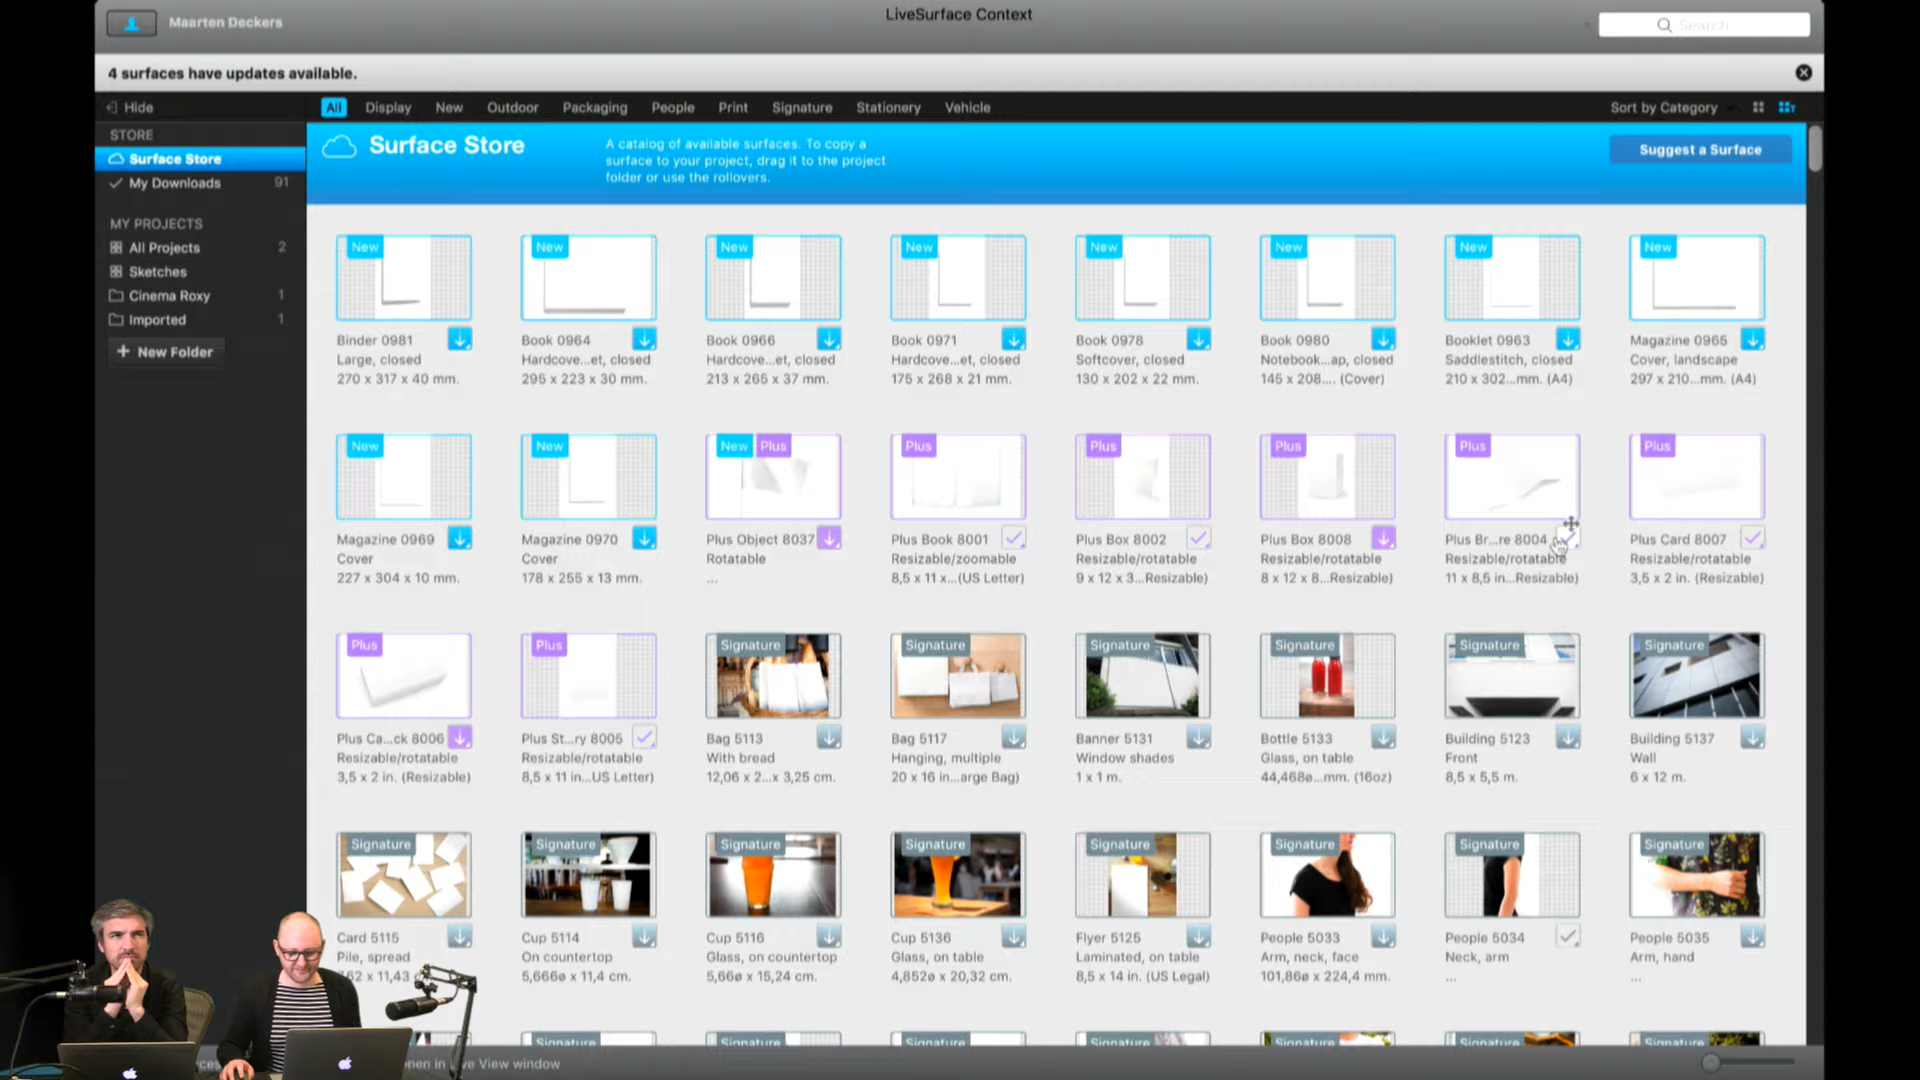 LiveSurface Context
Maarten Deckers
Search
4 surfaces have updates available.
Hide
STORE
Surface Store
My Downloads 91
MY PROJECTS
All Projects 2
Sketches
Cinema Roxy 1
Imported 1
+ New Folder
All Display New Outdoor Packaging People Print Signature Stationery Vehicle
Sort by Category
Surface Store
A catalog of available surfaces. To copy a
surface to your project, drag it to the project
folder or use the rollovers.
Suggest a Surface
New New New New New New New New
Binder 0981 Book 0964 Book 0966 Book 0971 Book 0978 Book 0980 Booklet 0963 Magazine 0965
Large, closed Hardcove...et, closed Hardcove...et, closed Hardcove...et, closed Softcover, closed Notebook...ap, closed Saddlestitch, closed Cover, landscape
270 x 317 x 40 mm. 295 x 223 x 30 mm. 213 x 265 x 37 mm. 175 x 268 x 21 mm. 130 x 202 x 22 mm. 145 x 208.... (Cover) 210 x 302...mm. (A4) 297 x 210...mm. (A4)
New New New Plus Plus Plus Plus Plus Plus
Magazine 0969 Magazine 0970 Plus Object 8037 Plus Book 8001 Plus Box 8002 Plus Box 8008 Plus Br...re 8004 Plus Card 8007
Cover Cover Rotatable Resizable/zoomable Resizable/rotatable Resizable/rotatable Resizable/rotatable Resizable/rotatable
227 x 304 x 10 mm. 178 x 255 x 13 mm. ... 8,5 x 11 x...(US Letter) 9 x 12 x 3...Resizable) 8 x 12 x 8...Resizable) 11 x 8,5 in...Resizable) 3,5 x 2 in. (Resizable)
Plus Plus Signature Signature Signature Signature Signature Signature
Plus Ca...ck 8006 Plus St...ry 8005 Bag 5113 Bag 5117 Banner 5131 Bottle 5133 Building 5123 Building 5137
Resizable/rotatable Resizable/rotatable With bread Hanging, multiple Window shades Glass, on table Front Wall
3,5 x 2 in. (Resizable) 8,5 x 11 in...US Letter) 12,06 x 2...x 3,25 cm. 20 x 16 in...arge Bag) 1 x 1 m. 44,468ø...mm. (16oz) 8,5 x 5,5 m. 6 x 12 m.
Signature Signature Signature Signature Signature Signature Signature Signature
Card 5115 Cup 5114 Cup 5116 Cup 5136 Flyer 5125 People 5033 People 5034 People 5035
Pile, spread On countertop Glass, on countertop Glass, on table Laminated, on table Arm, neck, face Neck, arm Arm, hand
x 11,43 5,666ø x 11,4 cm. 5,66ø x 15,24 cm. 4,852ø x 20,32 cm. 8,5 x 14 in. (US Legal) 101,86ø x 224,4 mm. ... ...
Signature Signature Signature Signature Signature Signature Signature
View window